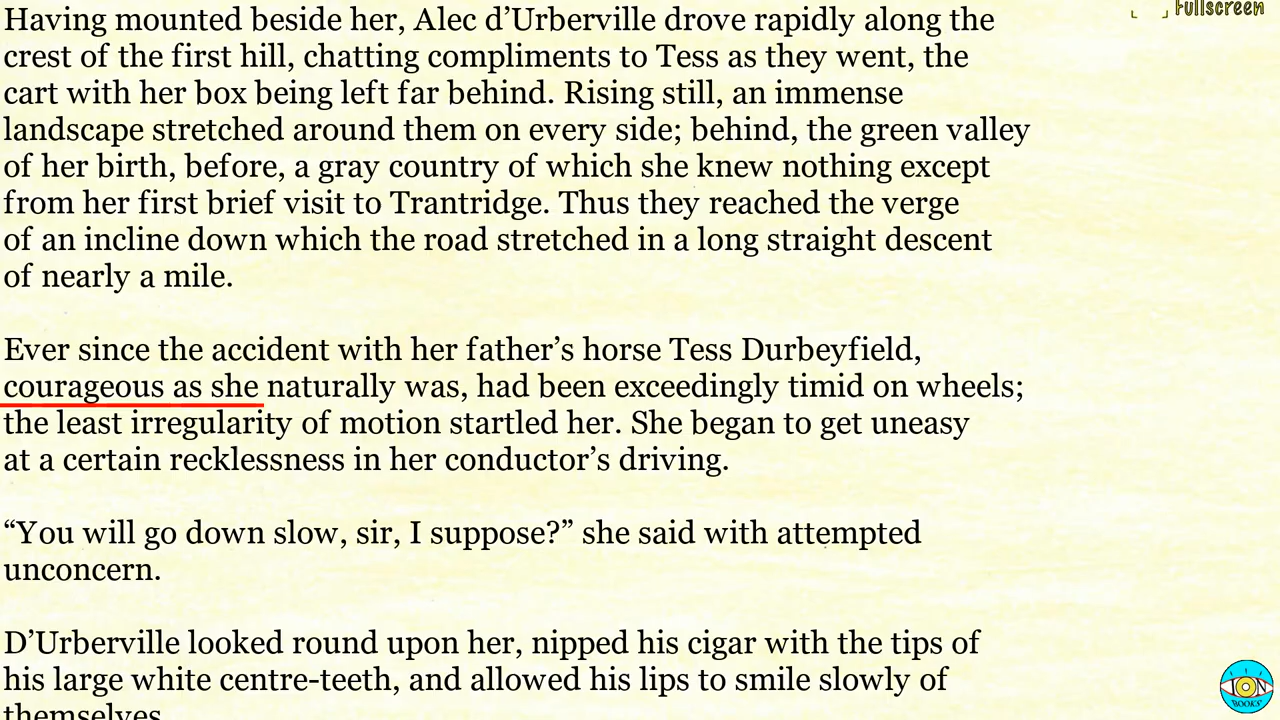 Fullscreen
Having mounted beside her, Alec d’Urberville drove rapidly along the
crest of the first hill, chatting compliments to Tess as they went, the
cart with her box being left far behind. Rising still, an immense
landscape stretched around them on every side; behind, the green valley
of her birth, before, a gray country of which she knew nothing except
from her first brief visit to Trantridge. Thus they reached the verge
of an incline down which the road stretched in a long straight descent
of nearly a mile.
Ever since the accident with her father’s horse Tess Durbeyfield,
courageous as she naturally was, had been exceedingly timid on wheels;
the least irregularity of motion startled her. She began to get uneasy
at a certain recklessness in her conductor’s driving.
“You will go down slow, sir, I suppose?” she said with attempted
unconcern.
D’Urberville looked round upon her, nipped his cigar with the tips of
his large white centre-teeth, and allowed his lips to smile slowly of
themselves.
ION
BOOKS